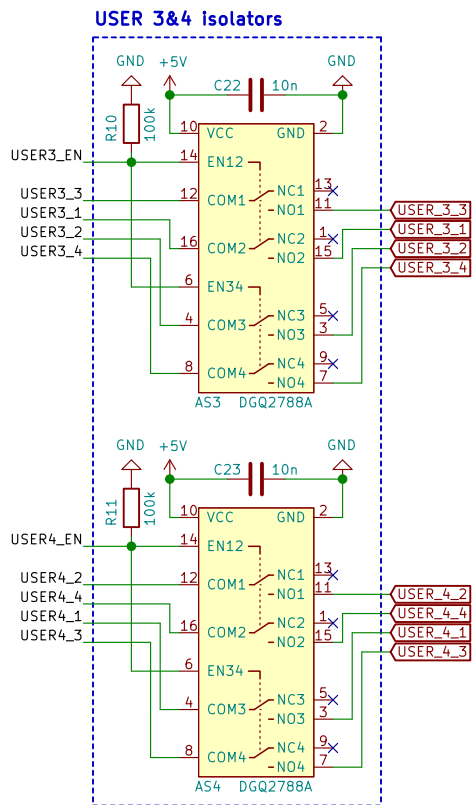 USER 3&4 isolators
GND
+5V
C22
10n
GND
R10
100k
10
VCC
GND
2
USER3_EN
14
EN12
USER3_3
12
COM1
NC1
13
NO1
11
USER_3_3
USER3_1
16
COM2
NC2
1
NO2
15
USER_3_1
USER3_2
USER_3_2
USER3_4
USER_3_4
6
EN34
4
COM3
NC3
5
NO3
3
8
COM4
NC4
9
NO4
7
AS3
DGQ2788A
GND
+5V
C23
10n
GND
R11
100k
10
VCC
GND
2
USER4_EN
14
EN12
USER4_2
12
COM1
NC1
13
NO1
11
USER_4_2
USER4_4
16
COM2
NC2
1
NO2
15
USER_4_4
USER4_1
USER_4_1
USER4_3
USER_4_3
6
EN34
4
COM3
NC3
5
NO3
3
8
COM4
NC4
9
NO4
7
AS4
DGQ2788A